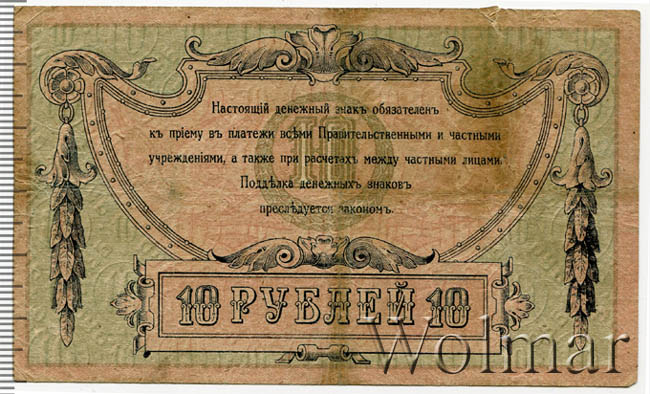 Настоящій денежный знакъ обязателенъ
къ пріему въ платежи всѣми Правительственными и частными
учрежденіями, а также при расчетахъ между частными лицами.
Поддѣлка денежныхъ знаковъ
преслѣдуется закономъ.
10 РУБЛЕЙ 10
Wolmar